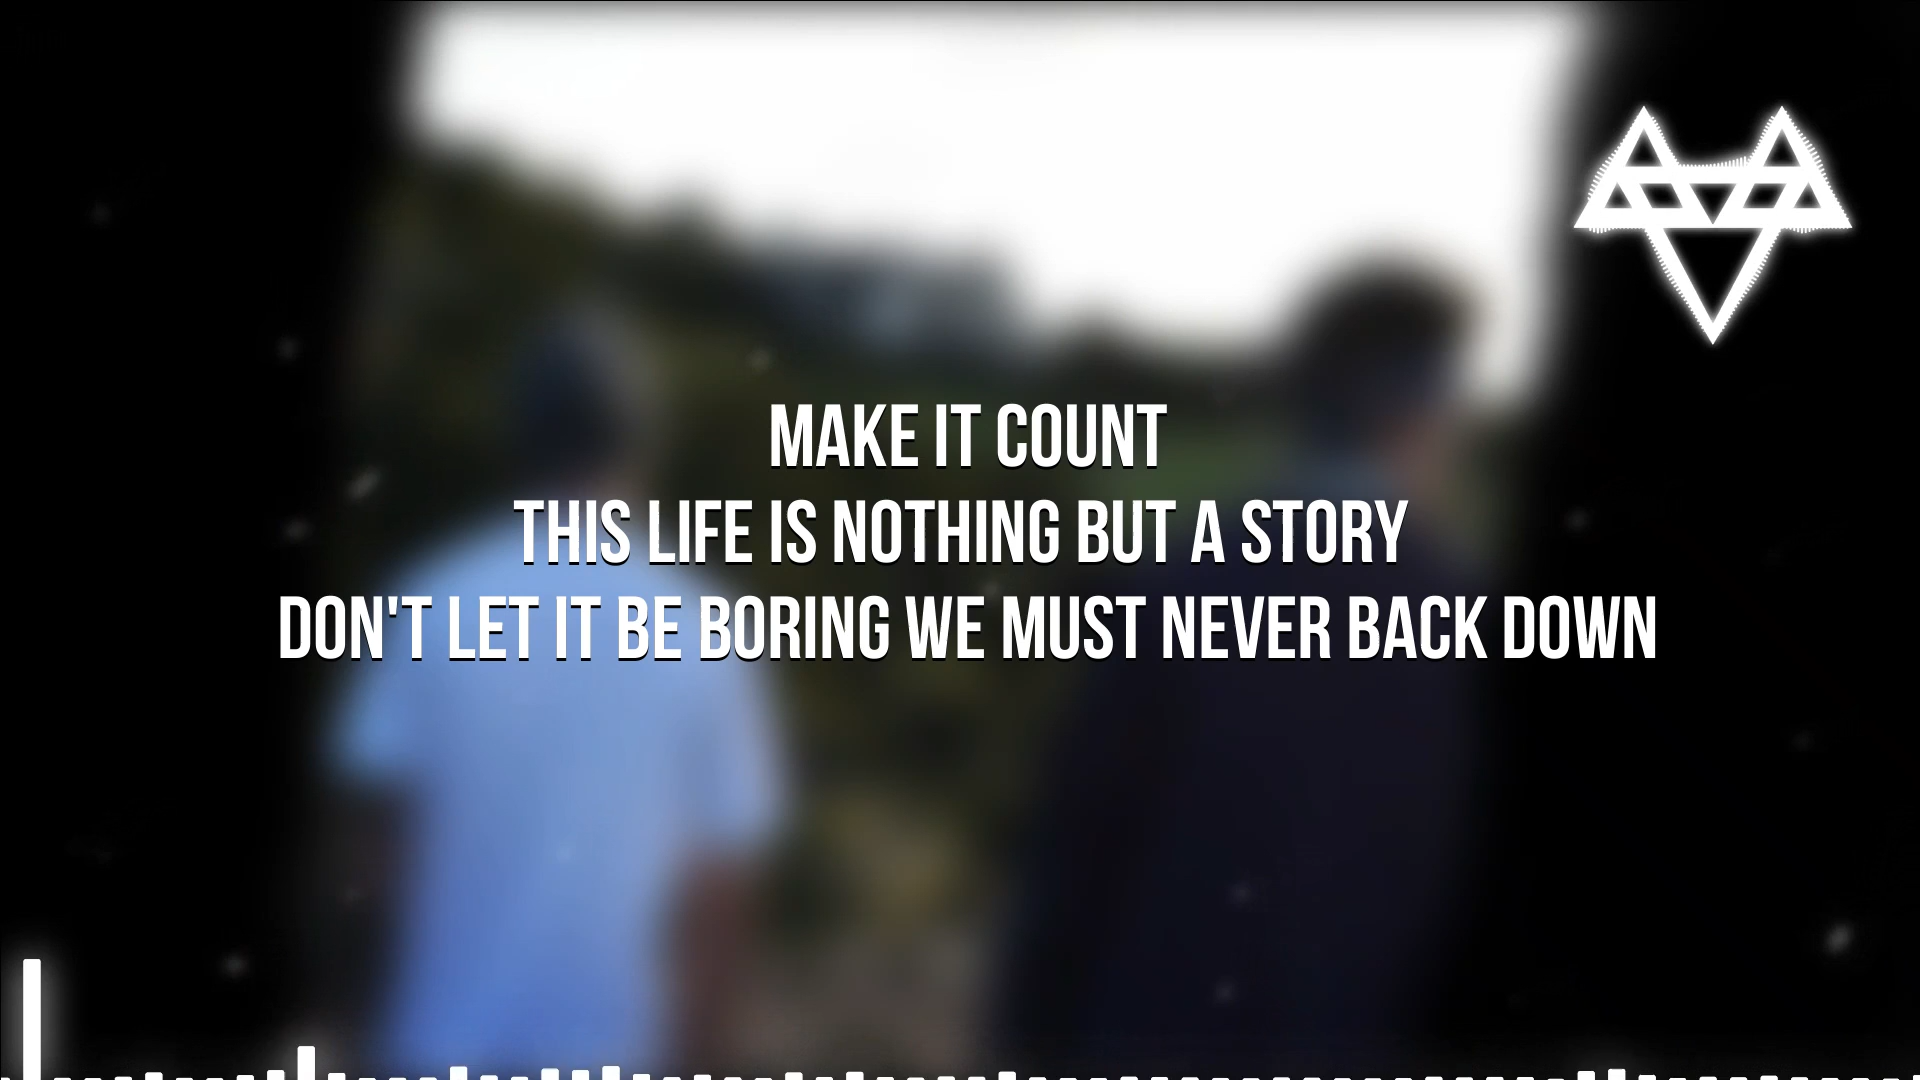 MAKE IT COUNT
THIS LIFE IS NOTHING BUT A STORY
DON'T LET IT BE BORING WE MUST NEVER BACK DOWN